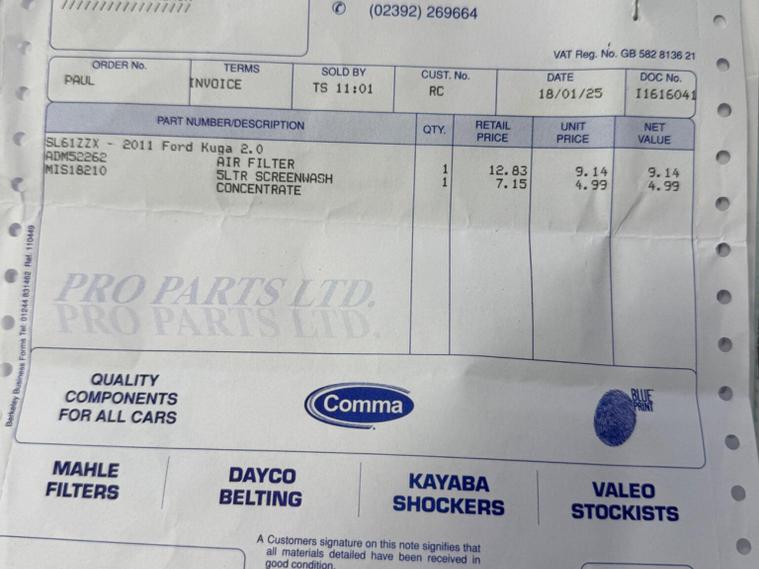 (02392) 269664
VAT Reg. No. GB 582 8136 21
ORDER No. TERMS SOLD BY CUST. No. DATE DOC No.
PAUL INVOICE TS 11:01 RC 18/01/25 I1616041
PART NUMBER/DESCRIPTION QTY. RETAIL PRICE UNIT PRICE NET VALUE
SL61ZZX - 2011 Ford Kuga 2.0
ADM52262 AIR FILTER 1 12.83 9.14 9.14
MIS18210 5LTR SCREENWASH 1 7.15 4.99 4.99
CONCENTRATE
PRO PARTS LTD.
PRO PARTS LTD.
Berkeley Business Forms Tel: 01244 831462 Ref. 110449
QUALITY
COMPONENTS
FOR ALL CARS
Comma
BLUE
PRINT
MAHLE
FILTERS
DAYCO
BELTING
KAYABA
SHOCKERS
VALEO
STOCKISTS
A Customers signature on this note signifies that
all materials detailed have been received in
good condition.